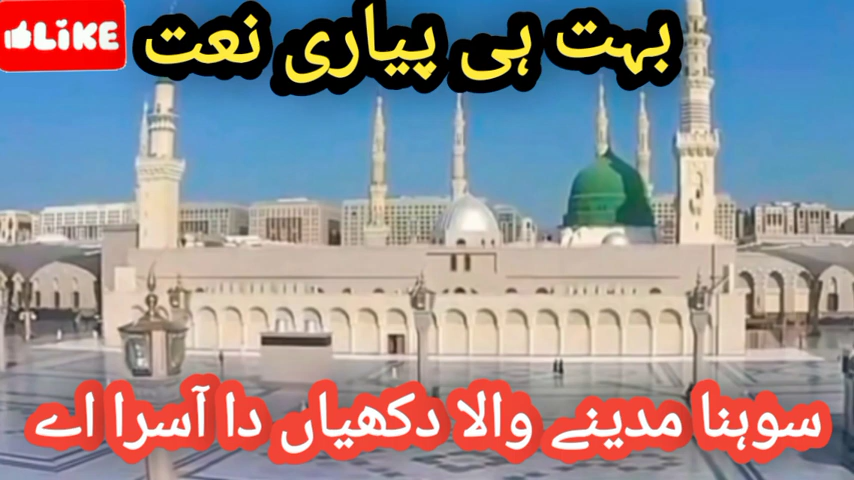 LiKE
بہت ہی پیاری نعت
سوہنا مدینے والا دکھیاں دا آسرا اے